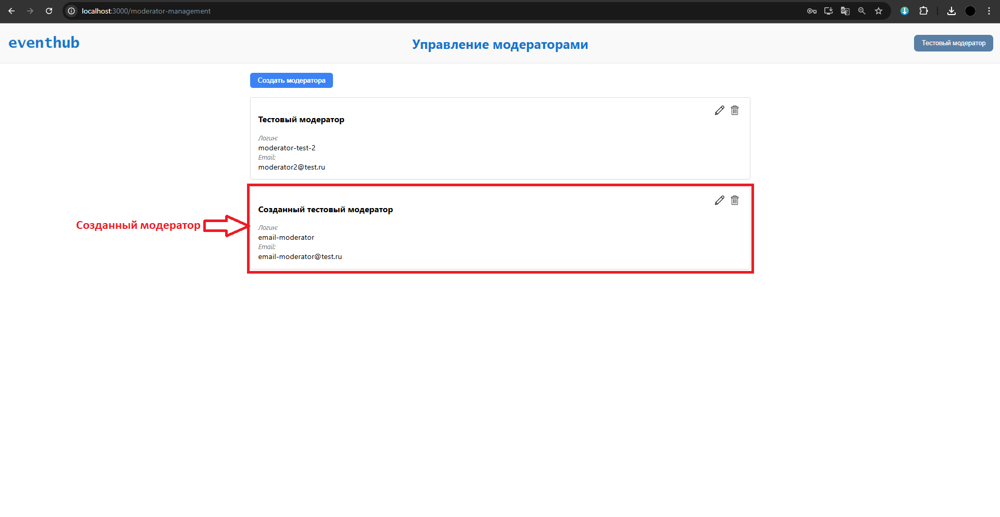 localhost:3000/moderator-management
eventhub
Управление модераторами
Тестовый модератор
Создать модератора
Тестовый модератор
Логин:
moderator-test-2
Email:
moderator2@test.ru
Созданный модератор
Созданный тестовый модератор
Логин:
email-moderator
Email:
email-moderator@test.ru